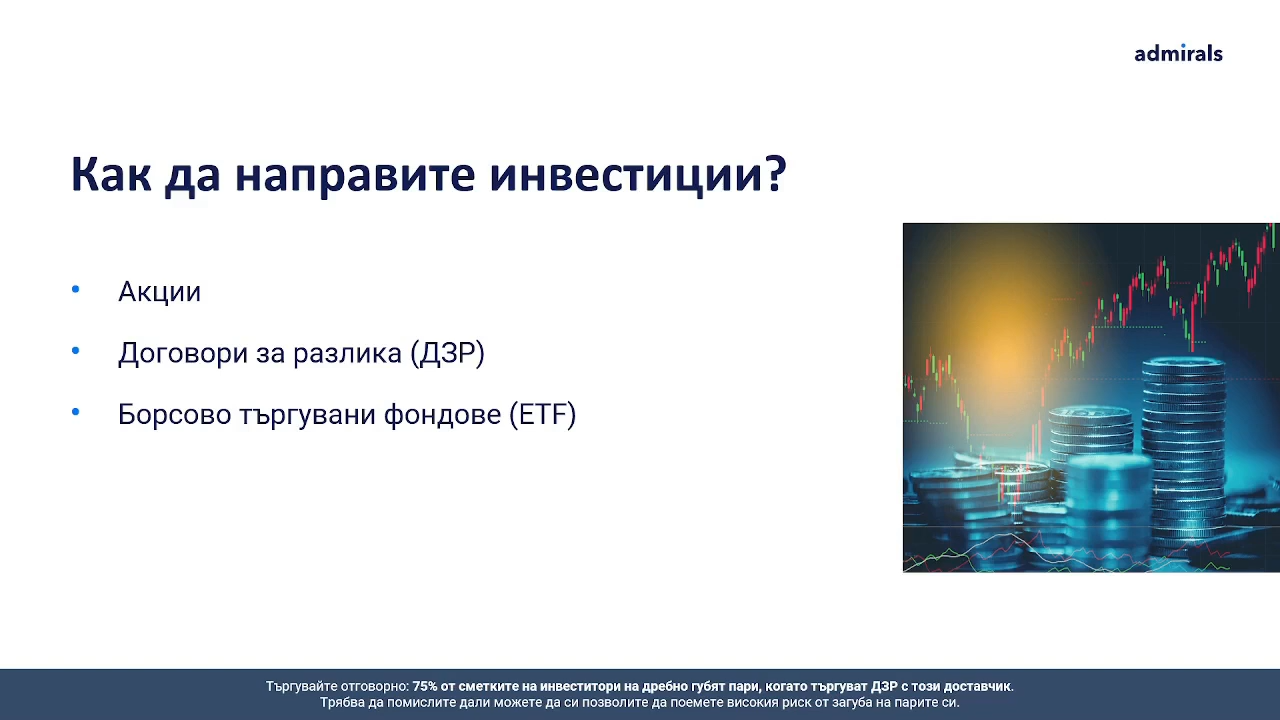 admirals
Как да направите инвестиции?
• Акции
• Договори за разлика (ДЗР)
• Борсово търгувани фондове (ETF)
Търгувайте отговорно: 75% от сметките на инвеститори на дребно губят пари, когато търгуват ДЗР с този доставчик.
Трябва да помислите дали можете да си позволите да поемете високия риск от загуба на парите си.